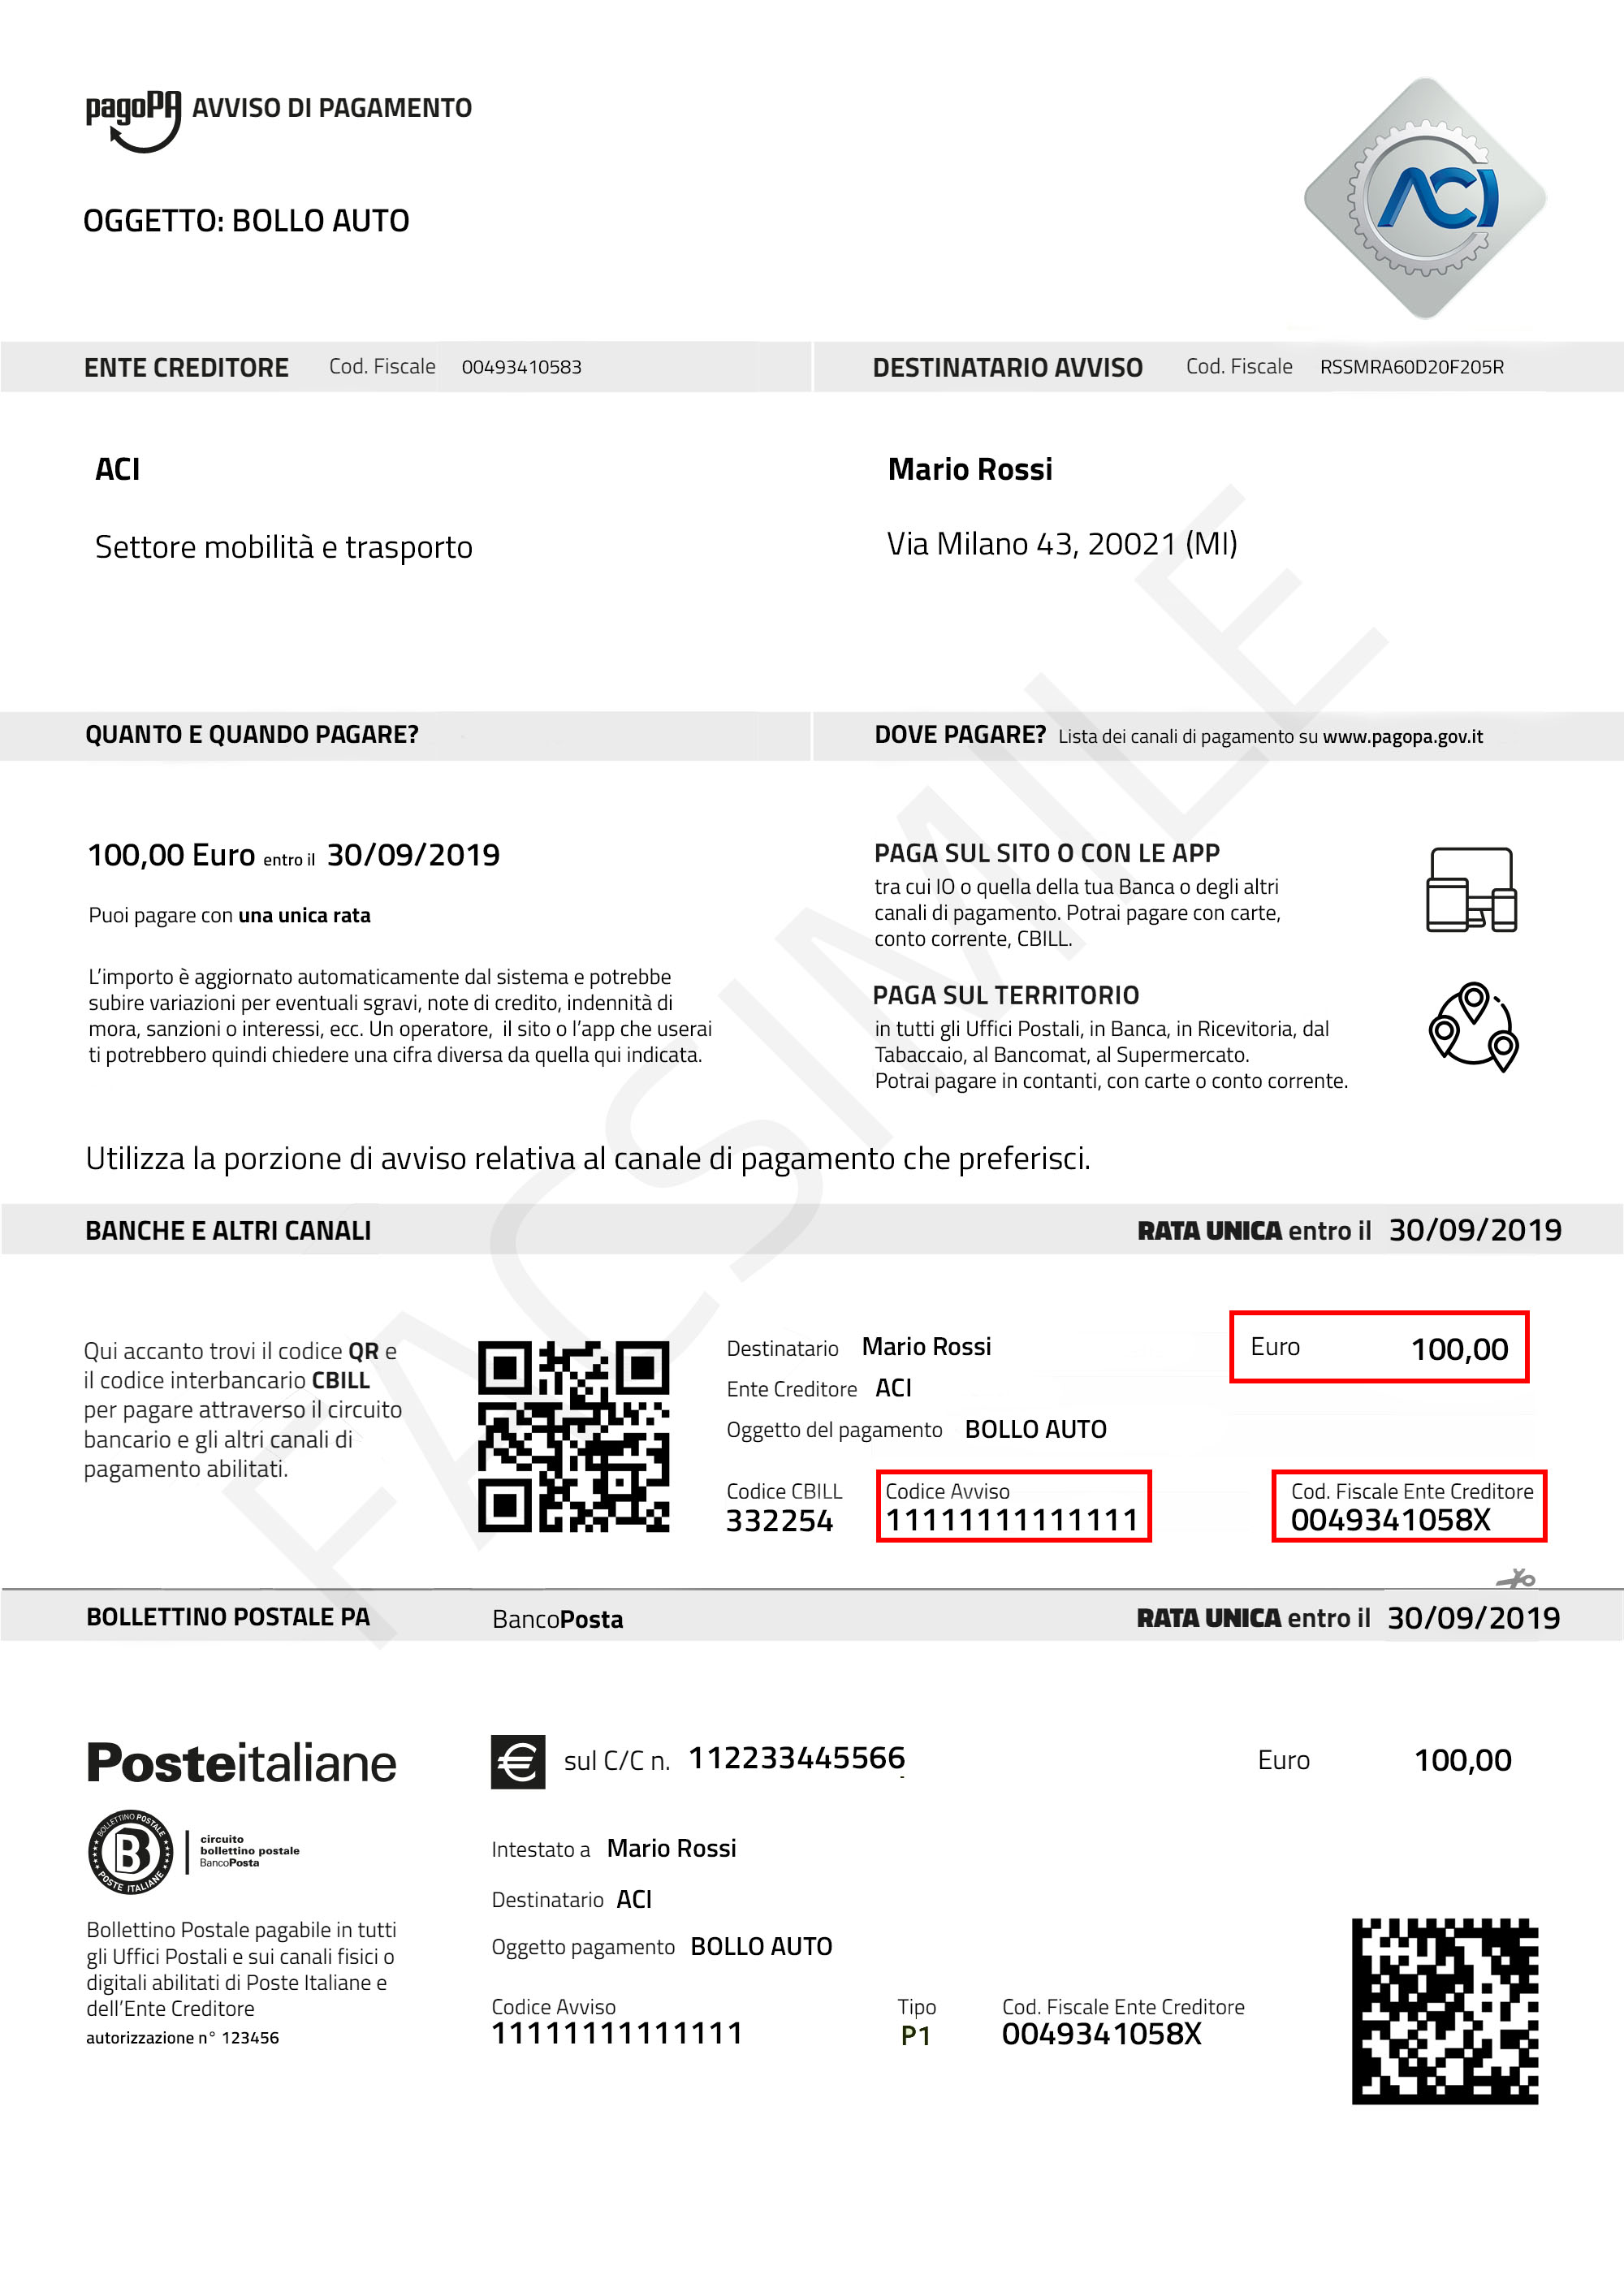 pagoPA AVVISO DI PAGAMENTO
OGGETTO: BOLLO AUTO
ACI
ENTE CREDITORE Cod. Fiscale 00493410583
DESTINATARIO AVVISO Cod. Fiscale RSSMRA60D20F205R
ACI
Settore mobilità e trasporto
Mario Rossi
Via Milano 43, 20021 (MI)
FACSIMILE
QUANTO E QUANDO PAGARE?
100,00 Euro entro il 30/09/2019
Puoi pagare con una unica rata
L'importo è aggiornato automaticamente dal sistema e potrebbe
subire variazioni per eventuali sgravi, note di credito, indennità di
mora, sanzioni o interessi, ecc. Un operatore, il sito o l'app che userai
ti potrebbero quindi chiedere una cifra diversa da quella qui indicata.
DOVE PAGARE? Lista dei canali di pagamento su www.pagopa.gov.it
PAGA SUL SITO O CON LE APP
tra cui IO o quella della tua Banca o degli altri
canali di pagamento. Potrai pagare con carte,
conto corrente, CBILL.
PAGA SUL TERRITORIO
in tutti gli Uffici Postali, in Banca, in Ricevitoria, dal
Tabaccaio, al Bancomat, al Supermercato.
Potrai pagare in contanti, con carte o conto corrente.
Utilizza la porzione di avviso relativa al canale di pagamento che preferisci.
BANCHE E ALTRI CANALI
RATA UNICA entro il 30/09/2019
Qui accanto trovi il codice QR e
il codice interbancario CBILL
per pagare attraverso il circuito
bancario e gli altri canali di
pagamento abilitati.
Destinatario Mario Rossi
Euro 100,00
Ente Creditore ACI
Oggetto del pagamento BOLLO AUTO
Codice CBILL
332254
Codice Avviso
11111111111111
Cod. Fiscale Ente Creditore
0049341058X
BOLLETTINO POSTALE PA
BancoPosta
RATA UNICA entro il 30/09/2019
Posteitaliane
€ sul C/C n. 112233445566
Euro 100,00
BOLLETTINO POSTALE
B
POSTE ITALIANE
circuito
bollettino postale
BancoPosta
Intestato a Mario Rossi
Destinatario ACI
Oggetto pagamento BOLLO AUTO
Bollettino Postale pagabile in tutti
gli Uffici Postali e sui canali fisici o
digitali abilitati di Poste Italiane e
dell'Ente Creditore
autorizzazione n° 123456
Codice Avviso
11111111111111
Tipo
P1
Cod. Fiscale Ente Creditore
0049341058X